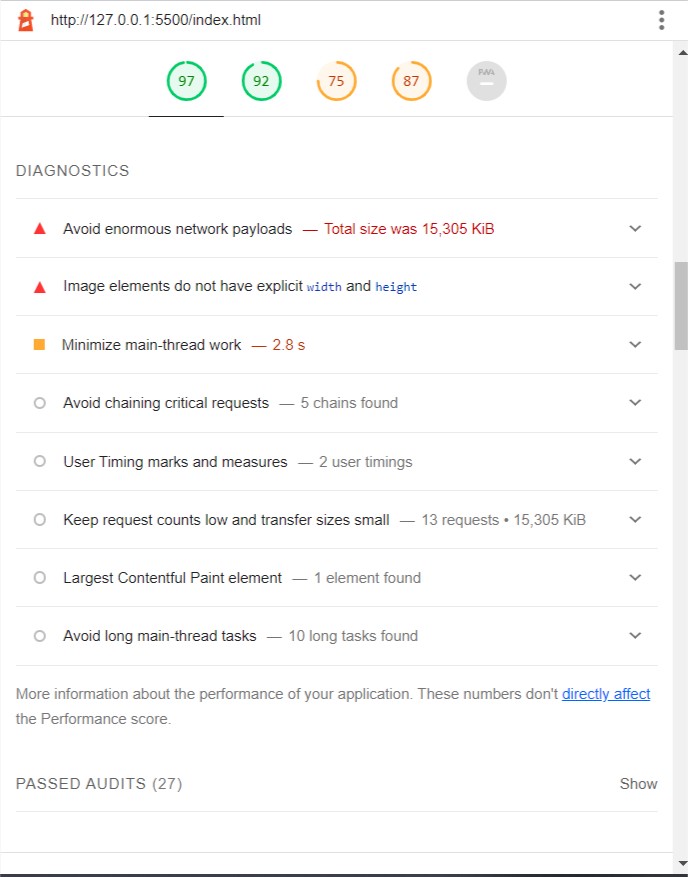 http://127.0.0.1:5500/index.html
97 92 75 87 PWA
DIAGNOSTICS
Avoid enormous network payloads — Total size was 15,305 KiB
Image elements do not have explicit width and height
Minimize main-thread work — 2.8 s
Avoid chaining critical requests — 5 chains found
User Timing marks and measures — 2 user timings
Keep request counts low and transfer sizes small — 13 requests • 15,305 KiB
Largest Contentful Paint element — 1 element found
Avoid long main-thread tasks — 10 long tasks found
More information about the performance of your application. These numbers don't directly affect
the Performance score.
PASSED AUDITS (27) Show